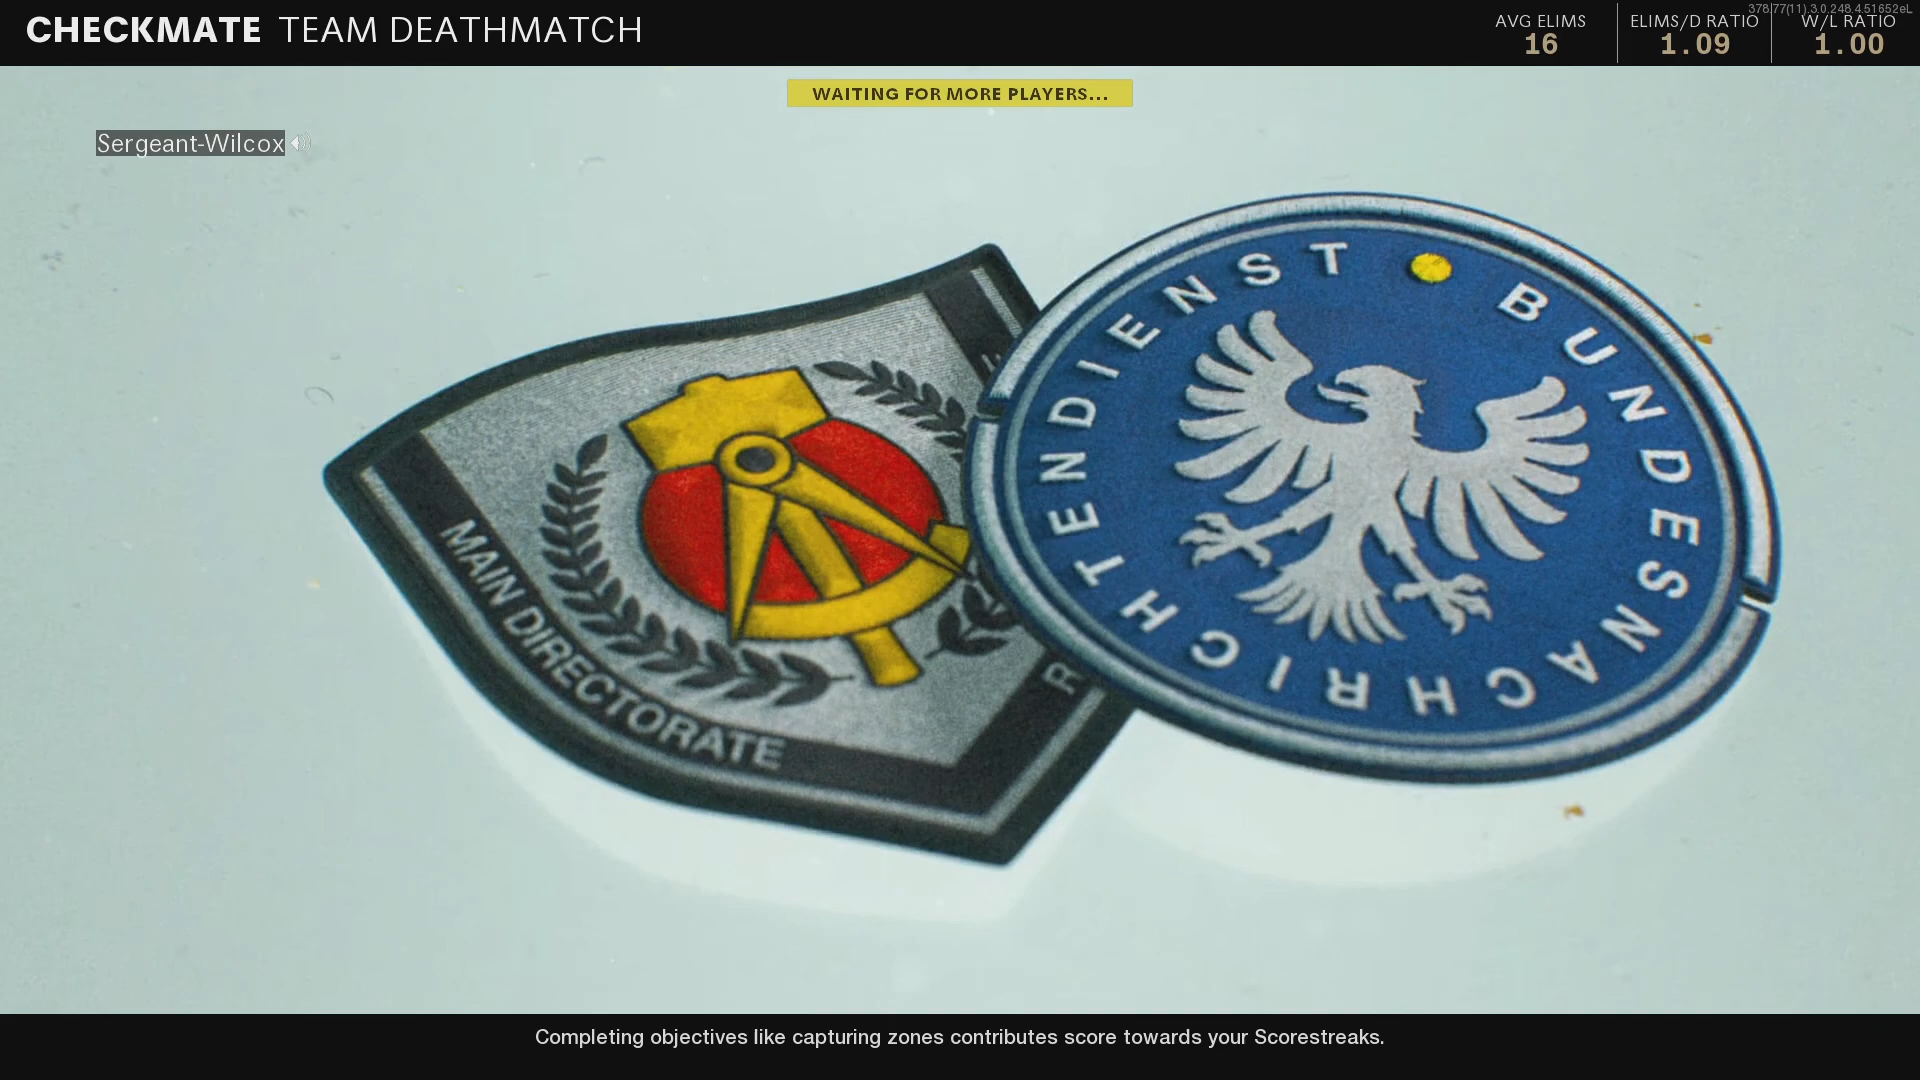 CHECKMATE TEAM DEATHMATCH
AVG ELIMS
16
ELIMS/D RATIO
1.09
W/L RATIO
1.00
WAITING FOR MORE PLAYERS...
Sergeant-Wilcox
BUNDESNACHRICHTENDIENST
MAIN DIRECTORATE
R
Completing objectives like capturing zones contributes score towards your Scorestreaks.